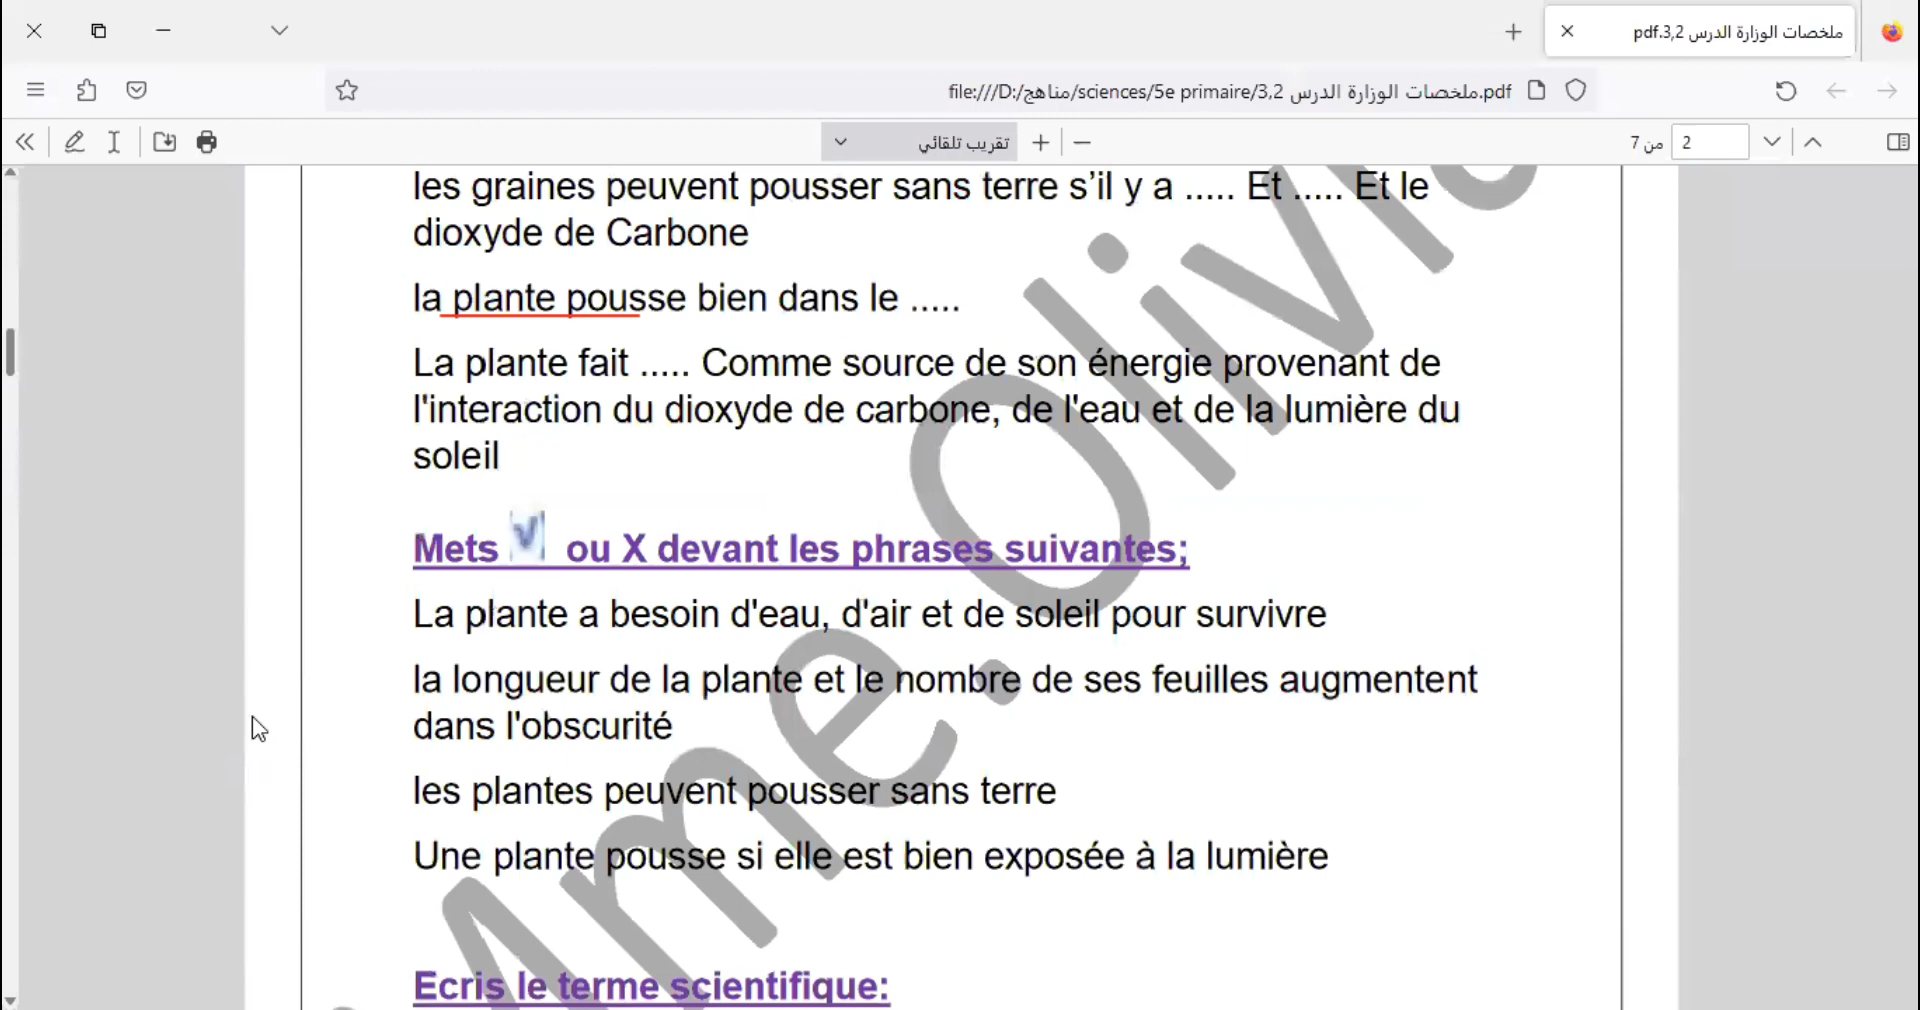 ملخصات الوزارة الدرس 3,2.pdf
file:///D:/مناهج/sciences/5e primaire/3,2 ملخصات الوزارة الدرس.pdf
تقريب تلقائي
2
من 7
les graines peuvent pousser sans terre s’il y a ..... Et ..... Et le
dioxyde de Carbone
la plante pousse bien dans le .....
La plante fait ..... Comme source de son énergie provenant de
l'interaction du dioxyde de carbone, de l'eau et de la lumière du
soleil
Mets √ ou X devant les phrases suivantes;
La plante a besoin d'eau, d'air et de soleil pour survivre
la longueur de la plante et le nombre de ses feuilles augmentent
dans l'obscurité
les plantes peuvent pousser sans terre
Une plante pousse si elle est bien exposée à la lumière
Ecris le terme scientifique:
Mme. Olivi